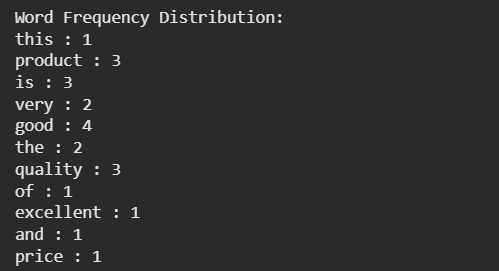 Word Frequency Distribution:
this : 1
product : 3
is : 3
very : 2
good : 4
the : 2
quality : 3
of : 1
excellent : 1
and : 1
price : 1